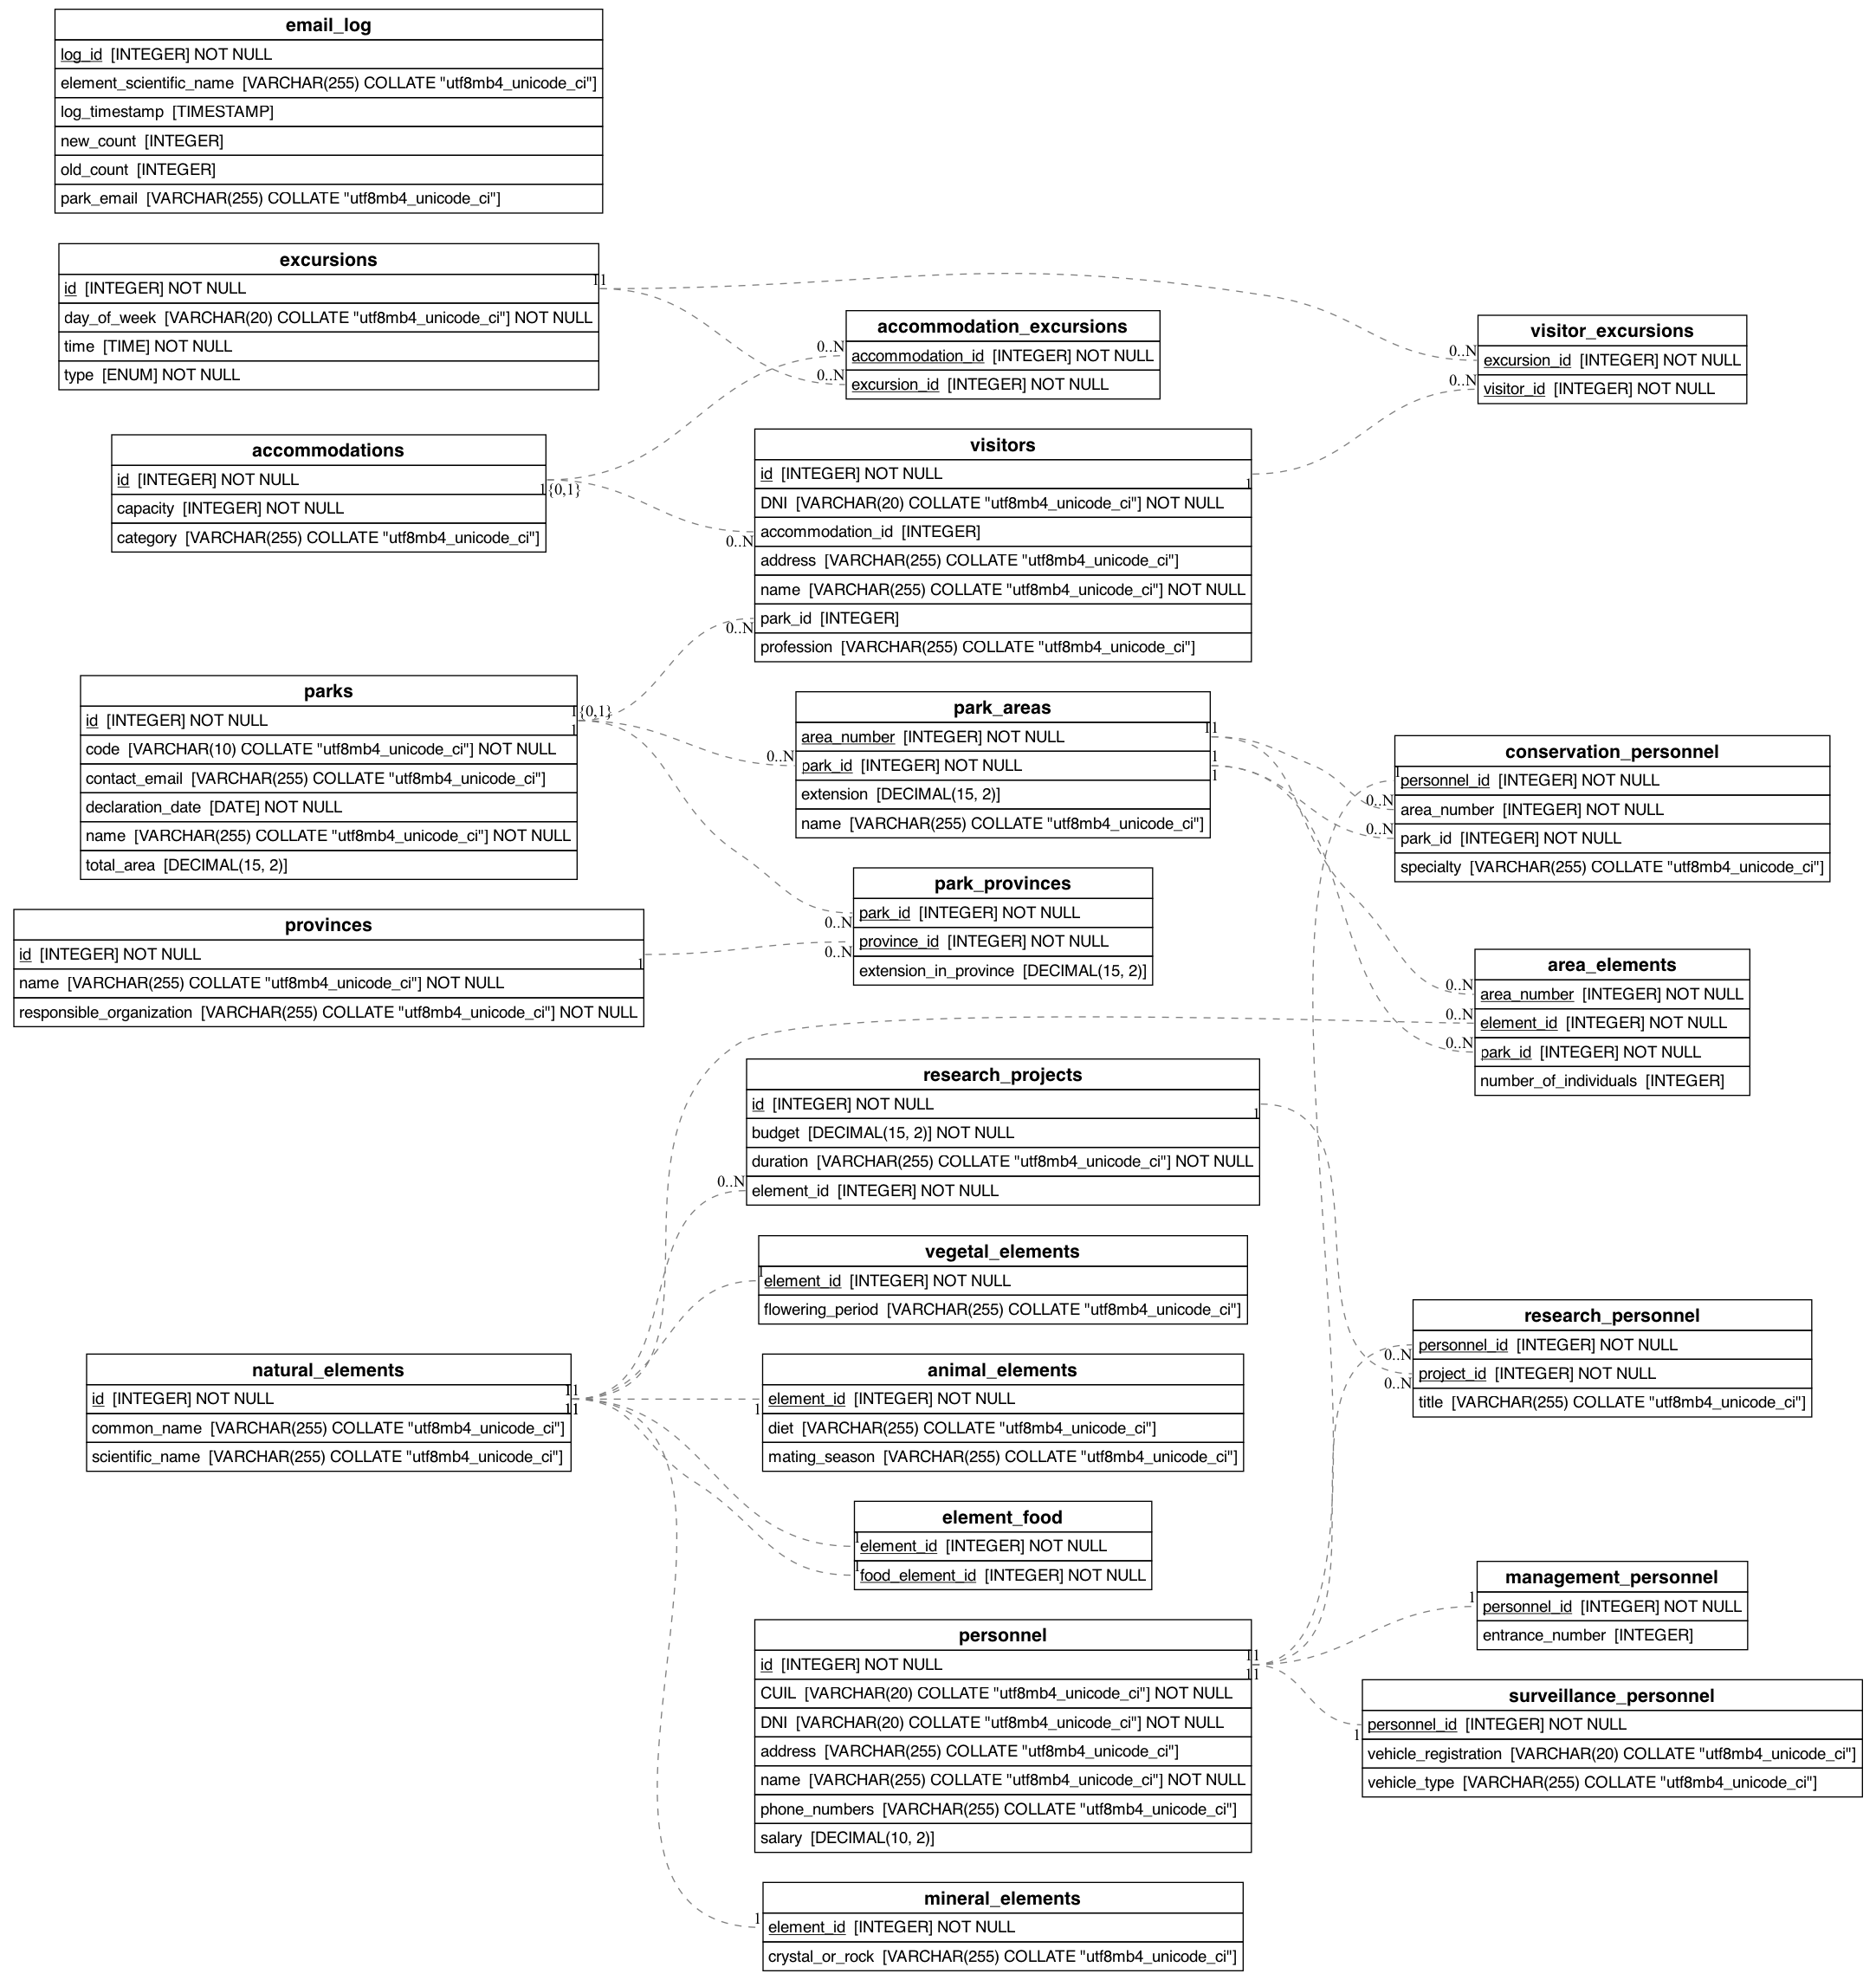 email_log
log_id [INTEGER] NOT NULL
element_scientific_name [VARCHAR(255) COLLATE "utf8mb4_unicode_ci"]
log_timestamp [TIMESTAMP]
new_count [INTEGER]
old_count [INTEGER]
park_email [VARCHAR(255) COLLATE "utf8mb4_unicode_ci"]
excursions
id [INTEGER] NOT NULL
day_of_week [VARCHAR(20) COLLATE "utf8mb4_unicode_ci"] NOT NULL
time [TIME] NOT NULL
type [ENUM] NOT NULL
1 1
accommodation_excursions
0..N
accommodation_id [INTEGER] NOT NULL
0..N
excursion_id [INTEGER] NOT NULL
visitor_excursions
0..N
excursion_id [INTEGER] NOT NULL
0..N
visitor_id [INTEGER] NOT NULL
accommodations
id [INTEGER] NOT NULL
capacity [INTEGER] NOT NULL
category [VARCHAR(255) COLLATE "utf8mb4_unicode_ci"]
1 {0,1}
visitors
id [INTEGER] NOT NULL
1
DNI [VARCHAR(20) COLLATE "utf8mb4_unicode_ci"] NOT NULL
accommodation_id [INTEGER]
0..N
address [VARCHAR(255) COLLATE "utf8mb4_unicode_ci"]
name [VARCHAR(255) COLLATE "utf8mb4_unicode_ci"] NOT NULL
park_id [INTEGER]
0..N
profession [VARCHAR(255) COLLATE "utf8mb4_unicode_ci"]
parks
id [INTEGER] NOT NULL
1 {0,1}
1
code [VARCHAR(10) COLLATE "utf8mb4_unicode_ci"] NOT NULL
contact_email [VARCHAR(255) COLLATE "utf8mb4_unicode_ci"]
declaration_date [DATE] NOT NULL
name [VARCHAR(255) COLLATE "utf8mb4_unicode_ci"] NOT NULL
total_area [DECIMAL(15, 2)]
park_areas
area_number [INTEGER] NOT NULL
1 1
0..N
park_id [INTEGER] NOT NULL
1
1
extension [DECIMAL(15, 2)]
name [VARCHAR(255) COLLATE "utf8mb4_unicode_ci"]
conservation_personnel
1
personnel_id [INTEGER] NOT NULL
0..N
area_number [INTEGER] NOT NULL
0..N
park_id [INTEGER] NOT NULL
specialty [VARCHAR(255) COLLATE "utf8mb4_unicode_ci"]
park_provinces
park_id [INTEGER] NOT NULL
0..N
province_id [INTEGER] NOT NULL
0..N
extension_in_province [DECIMAL(15, 2)]
provinces
id [INTEGER] NOT NULL
1
name [VARCHAR(255) COLLATE "utf8mb4_unicode_ci"] NOT NULL
responsible_organization [VARCHAR(255) COLLATE "utf8mb4_unicode_ci"] NOT NULL
area_elements
0..N
area_number [INTEGER] NOT NULL
0..N
element_id [INTEGER] NOT NULL
0..N
park_id [INTEGER] NOT NULL
number_of_individuals [INTEGER]
research_projects
id [INTEGER] NOT NULL
1
budget [DECIMAL(15, 2)] NOT NULL
duration [VARCHAR(255) COLLATE "utf8mb4_unicode_ci"] NOT NULL
0..N
element_id [INTEGER] NOT NULL
vegetal_elements
1
element_id [INTEGER] NOT NULL
flowering_period [VARCHAR(255) COLLATE "utf8mb4_unicode_ci"]
research_personnel
personnel_id [INTEGER] NOT NULL
0..N
project_id [INTEGER] NOT NULL
0..N
title [VARCHAR(255) COLLATE "utf8mb4_unicode_ci"]
natural_elements
id [INTEGER] NOT NULL
1 1
1 1
common_name [VARCHAR(255) COLLATE "utf8mb4_unicode_ci"]
scientific_name [VARCHAR(255) COLLATE "utf8mb4_unicode_ci"]
animal_elements
element_id [INTEGER] NOT NULL
1
diet [VARCHAR(255) COLLATE "utf8mb4_unicode_ci"]
mating_season [VARCHAR(255) COLLATE "utf8mb4_unicode_ci"]
element_food
1
element_id [INTEGER] NOT NULL
1
food_element_id [INTEGER] NOT NULL
management_personnel
1
personnel_id [INTEGER] NOT NULL
entrance_number [INTEGER]
personnel
id [INTEGER] NOT NULL
1 1
1 1
CUIL [VARCHAR(20) COLLATE "utf8mb4_unicode_ci"] NOT NULL
DNI [VARCHAR(20) COLLATE "utf8mb4_unicode_ci"] NOT NULL
address [VARCHAR(255) COLLATE "utf8mb4_unicode_ci"]
name [VARCHAR(255) COLLATE "utf8mb4_unicode_ci"] NOT NULL
phone_numbers [VARCHAR(255) COLLATE "utf8mb4_unicode_ci"]
salary [DECIMAL(10, 2)]
surveillance_personnel
personnel_id [INTEGER] NOT NULL
1
vehicle_registration [VARCHAR(20) COLLATE "utf8mb4_unicode_ci"]
vehicle_type [VARCHAR(255) COLLATE "utf8mb4_unicode_ci"]
mineral_elements
1
element_id [INTEGER] NOT NULL
crystal_or_rock [VARCHAR(255) COLLATE "utf8mb4_unicode_ci"]